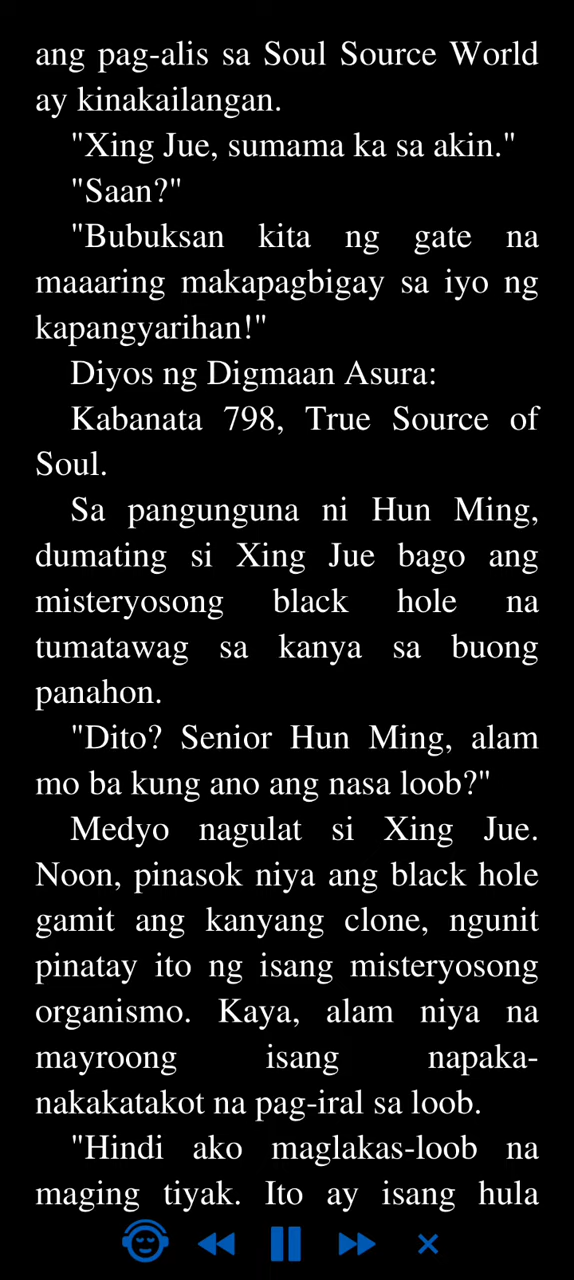 ang pag-alis sa Soul Source World
ay kinakailangan.
"Xing Jue, sumama ka sa akin."
"Saan?"
"Bubuksan kita ng gate na
maaaring makapagbigay sa iyo ng
kapangyarihan!"
Diyos ng Digmaan Asura:
Kabanata 798, True Source of
Soul.
Sa pangunguna ni Hun Ming,
dumating si Xing Jue bago ang
misteryosong black hole na
tumatawag sa kanya sa buong
panahon.
"Dito? Senior Hun Ming, alam
mo ba kung ano ang nasa loob?"
Medyo nagulat si Xing Jue.
Noon, pinasok niya ang black hole
gamit ang kanyang clone, ngunit
pinatay ito ng isang misteryosong
organismo. Kaya, alam niya na
mayroong isang napaka-
nakakatakot na pag-iral sa loob.
"Hindi ako maglakas-loob na
maging tiyak. Ito ay isang hula